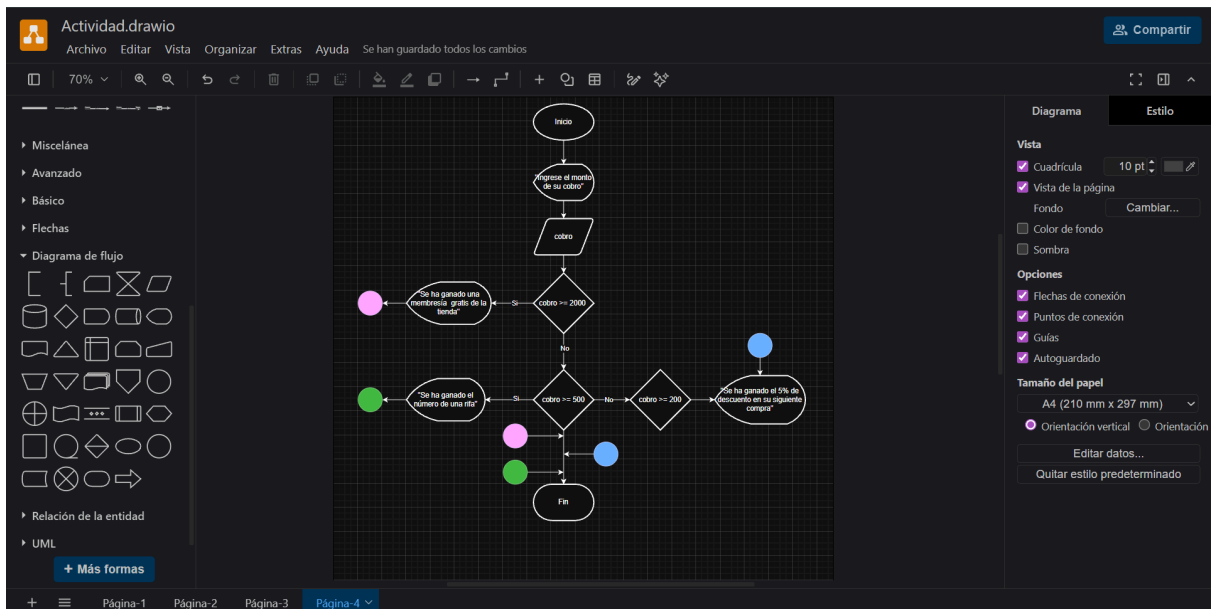 Actividad.drawio
Compartir
Archivo Editar Vista Organizar Extras Ayuda Se han guardado todos los cambios
70%
Miscelánea
Avanzado
Básico
Flechas
Diagrama de flujo
Relación de la entidad
UML
+ Más formas
Inicio
"Ingrese el monto
de su cobro"
cobro
"Se ha ganado una
membresía gratis de la
tienda"
Si
cobro >= 2000
No
"Se ha ganado el
número de una rifa"
Si
cobro >= 500
No
cobro >= 200
"Se ha ganado el 5% de
descuento en su siguiente
compra"
Fin
Diagrama Estilo
Vista
Cuadrícula 10 pt
Vista de la página
Fondo Cambiar...
Color de fondo
Sombra
Opciones
Flechas de conexión
Puntos de conexión
Guías
Autoguardado
Tamaño del papel
A4 (210 mm x 297 mm)
Orientación vertical Orientación
Editar datos...
Quitar estilo predeterminado
Página-1 Página-2 Página-3 Página-4